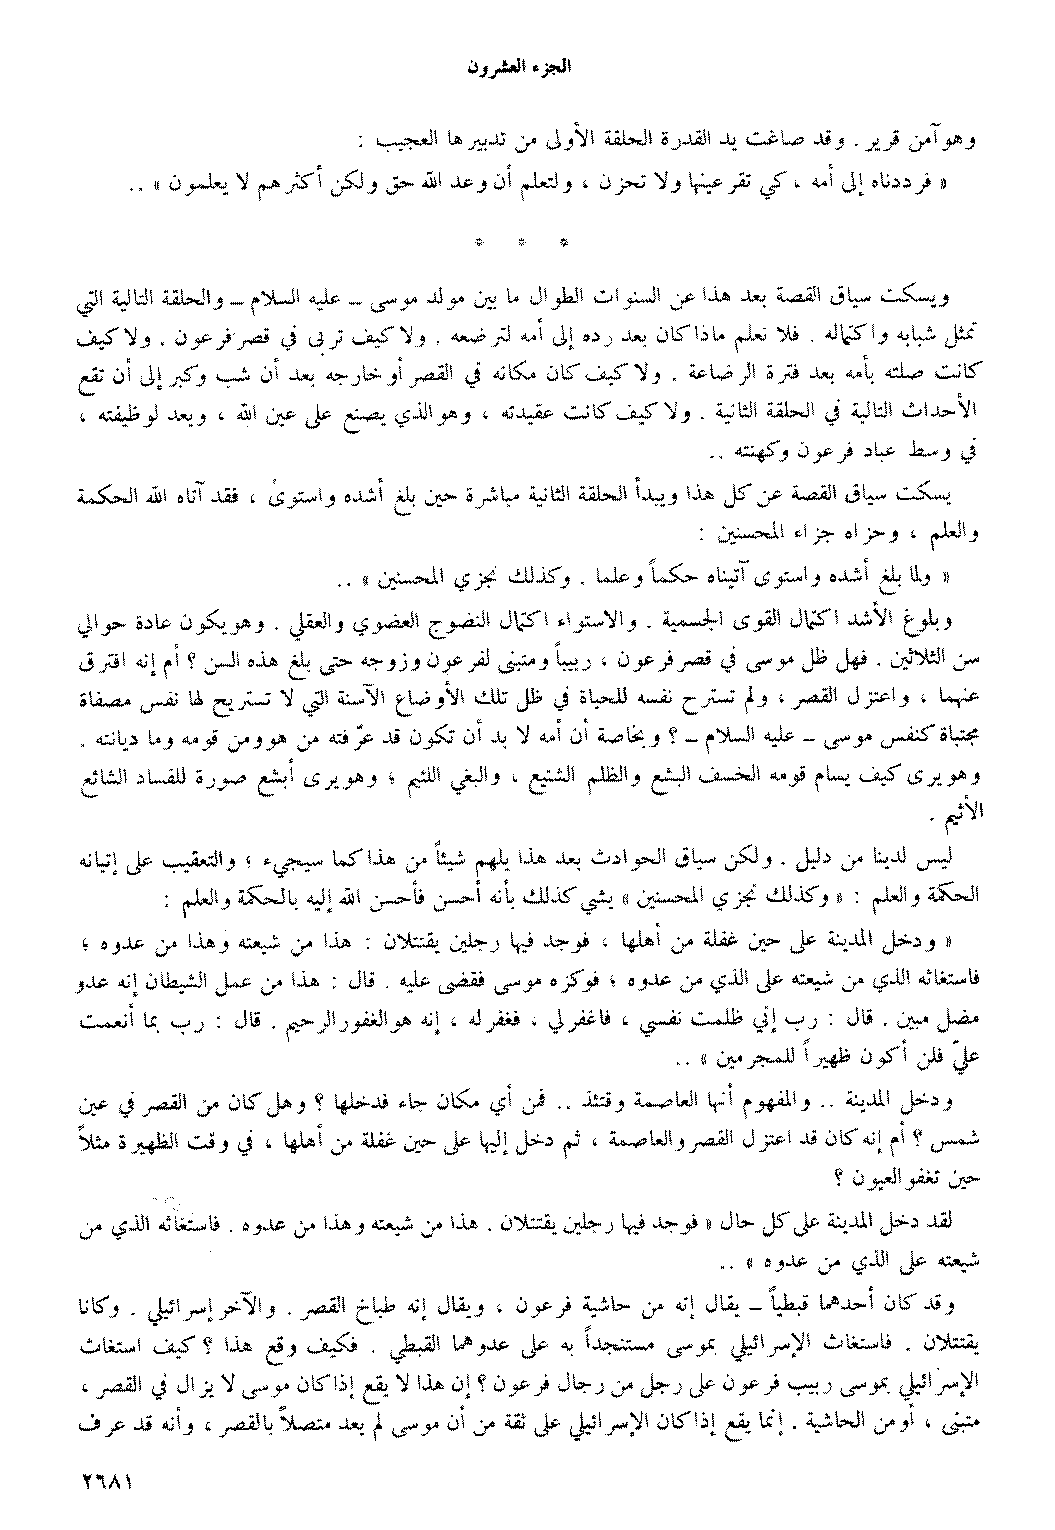 الجزء العشرون
وهو آمن قرير . وقد صاغت يد القدرة الحلقة الأولى من تدبيرها العجيب :
« فرددناه إلى أمه ، كي تقر عينها ولا تحزن ، ولتعلم أن وعد الله حق ولكن أكثرهم لا يعلمون » ..
* * *
ويسكت سياق القصة بعد هذا عن السنوات الطوال ما بين مولد موسى – عليه السلام – والحلقة التالية التي
تمثل شبابه واكتماله . فلا نعلم ماذا كان بعد رده إلى أمه لترضعه . ولا كيف تربى في قصر فرعون . ولا كيف
كانت صلته بأمه بعد فترة الرضاعة . ولا كيف كان مكانه في القصر أو خارجه بعد أن شب وكبر إلى أن تقع
الأحداث التالية في الحلقة الثانية . ولا كيف كانت عقيدته ، وهو الذي يصنع على عين الله ، ويعد لوظيفته ،
في وسط عباد فرعون وكهنته ..
يسكت سياق القصة عن كل هذا ويبدأ الحلقة الثانية مباشرة حين بلغ أشده واستوىٰ ، فقد آتاه الله الحكمة
والعلم ، وجزاه جزاء المحسنين :
« ولما بلغ أشده واستوى آتيناه حكماً وعلما . وكذلك نجزي المحسنين » ..
وبلوغ الأشد اكتمال القوى الجسمية . والاستواء اكتمال النضوج العضوي والعقلي . وهو يكون عادة حوالي
سن الثلاثين . فهل ظل موسى في قصر فرعون ، ربيباً ومتبنى لفرعون وزوجه حتى بلغ هذه السن ؟ أم إنه افترق
عنهما ، واعتزل القصر ، ولم تسترح نفسه للحياة في ظل تلك الأوضاع الآسنة التي لا تستريح لها نفس مصفاة
مجتباة كنفس موسى – عليه السلام – ؟ وبخاصة أن أمه لا بد أن تكون قد عرّفته من هو ومن قومه وما ديانته .
وهو يرى كيف يسام قومه الخسف البشع والظلم الشنيع ، والبغي اللئيم ؛ وهو يرى أبشع صورة للفساد الشائع
الأثيم .
ليس لدينا من دليل . ولكن سياق الحوادث بعد هذا يلهم شيئاً من هذا كما سيجيء ؛ والتعقيب على إتيانه
الحكمة والعلم : « وكذلك نجزي المحسنين » يشي كذلك بأنه أحسن فأحسن الله إليه بالحكمة والعلم :
« ودخل المدينة على حين غفلة من أهلها ، فوجد فيها رجلين يقتتلان : هذا من شيعته وهذا من عدوه ؛
فاستغاثه الذي من شيعته على الذي من عدوه ؛ فوكزه موسى فقضى عليه . قال : هذا من عمل الشيطان إنه عدو
مضل مبين . قال : رب إني ظلمت نفسي ، فاغفر لي ، فغفر له ، إنه هو الغفور الرحيم . قال : رب بما أنعمت
عليّ فلن أكون ظهيراً للمجرمين » ..
ودخل المدينة .. والمفهوم أنها العاصمة وقتئذ .. فمن أي مكان جاء فدخلها ؟ وهل كان من القصر في عين
شمس ؟ أم إنه كان قد اعتزل القصر والعاصمة ، ثم دخل إليها على حين غفلة من أهلها ، في وقت الظهيرة مثلاً
حين تغفو العيون ؟
لقد دخل المدينة على كل حال « فوجد فيها رجلين يقتتلان . هذا من شيعته وهذا من عدوه . فاستغاثه الذي من
شيعته على الذي من عدوه » ..
وقد كان أحدهما قبطياً – يقال إنه من حاشية فرعون ، ويقال إنه طباخ القصر . والآخر إسرائيلي . وكانا
يقتتلان . فاستغاث الإسرائيلي بموسى مستنجداً به على عدوهما القبطي . فكيف وقع هذا ؟ كيف استغاث
الإسرائيلي بموسى ربيب فرعون على رجل من رجال فرعون ؟ إن هذا لا يقع إذا كان موسى لا يزال في القصر ،
متبنى ، أو من الحاشية . إنما يقع إذا كان الإسرائيلي على ثقة من أن موسى لم يعد متصلاً بالقصر ، وأنه قد عرف
٢٦٨١